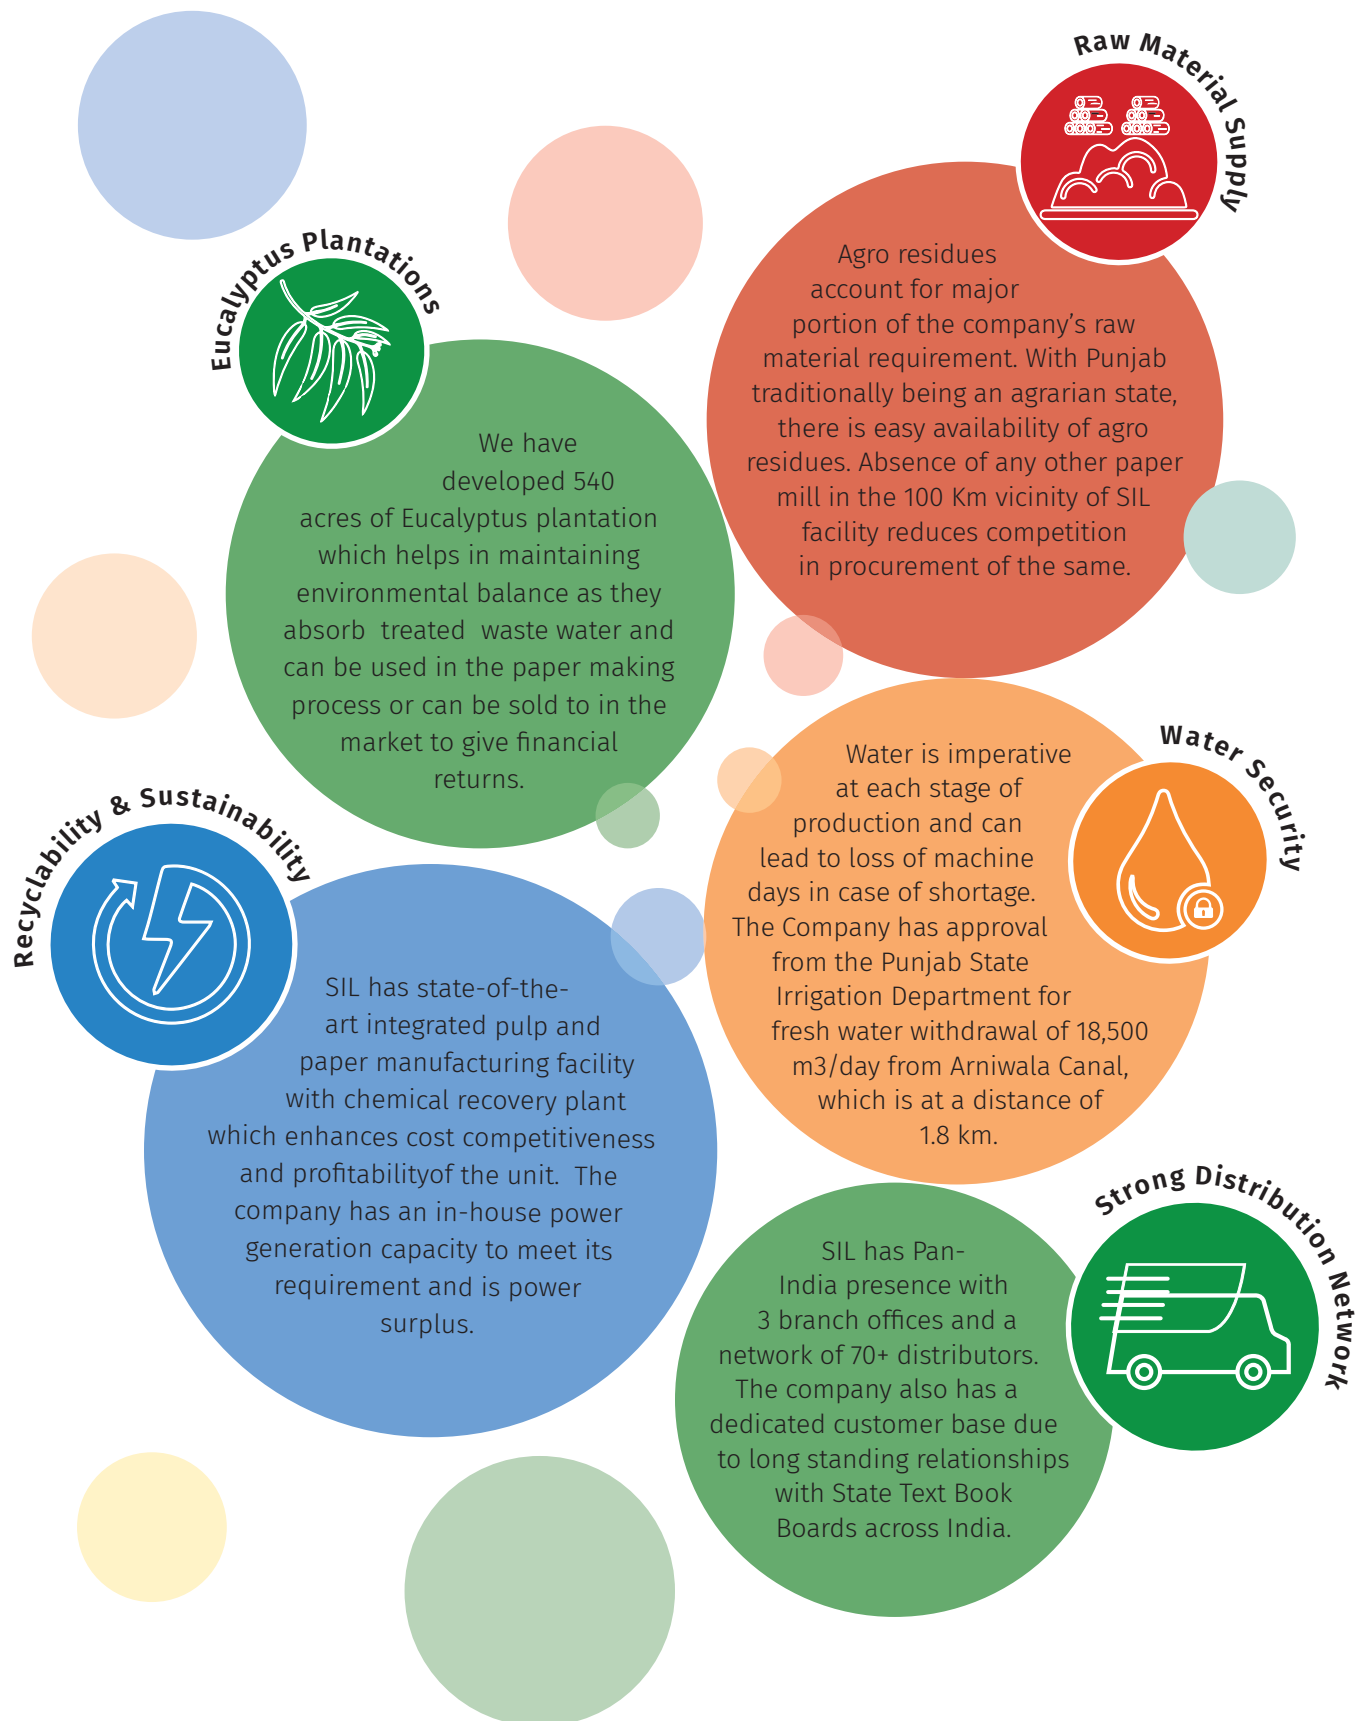 Raw Material Supply
Agro residues
account for major
portion of the company’s raw
material requirement. With Punjab
traditionally being an agrarian state,
there is easy availability of agro
residues. Absence of any other paper
mill in the 100 Km vicinity of SIL
facility reduces competition
in procurement of the same.
Eucalyptus Plantations
We have
developed 540
acres of Eucalyptus plantation
which helps in maintaining
environmental balance as they
absorb treated waste water and
can be used in the paper making
process or can be sold to in the
market to give financial
returns.
Water Security
Water is imperative
at each stage of
production and can
lead to loss of machine
days in case of shortage.
The Company has approval
from the Punjab State
Irrigation Department for
fresh water withdrawal of 18,500
m3/day from Arniwala Canal,
which is at a distance of
1.8 km.
Recyclability & Sustainability
SIL has state-of-the-
art integrated pulp and
paper manufacturing facility
with chemical recovery plant
which enhances cost competitiveness
and profitabilityof the unit. The
company has an in-house power
generation capacity to meet its
requirement and is power
surplus.
Strong Distribution Network
SIL has Pan-
India presence with
3 branch offices and a
network of 70+ distributors.
The company also has a
dedicated customer base due
to long standing relationships
with State Text Book
Boards across India.